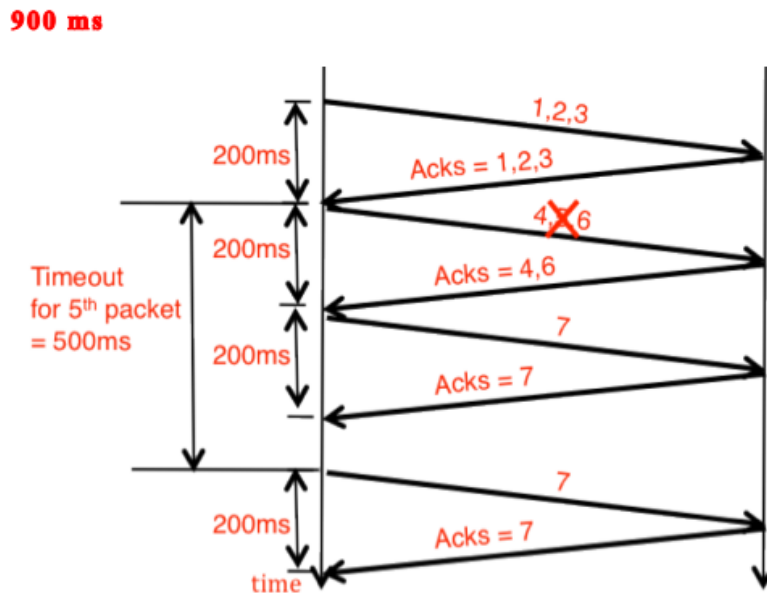 900 ms
1,2,3
200ms
Acks = 1,2,3
4, 6
200ms
Acks = 4,6
Timeout
for 5th packet
= 500ms
7
200ms
Acks = 7
7
200ms
Acks = 7
time